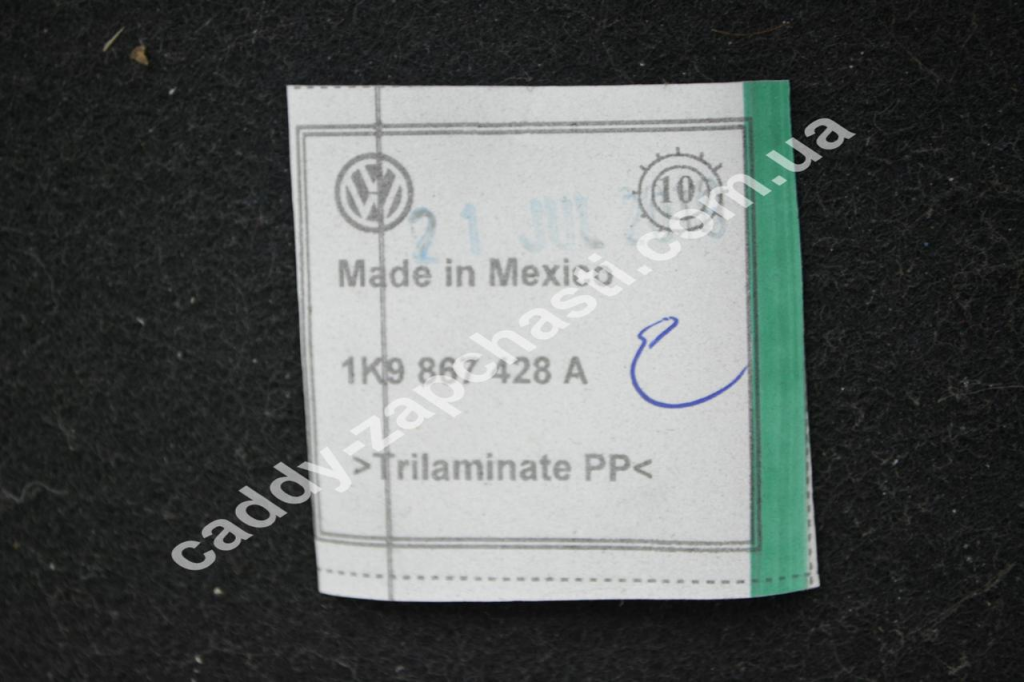 21 JUL
10
Made in Mexico
1K9 867 428 A
>Trilaminate PP<
caddy-zapchasti.com.ua